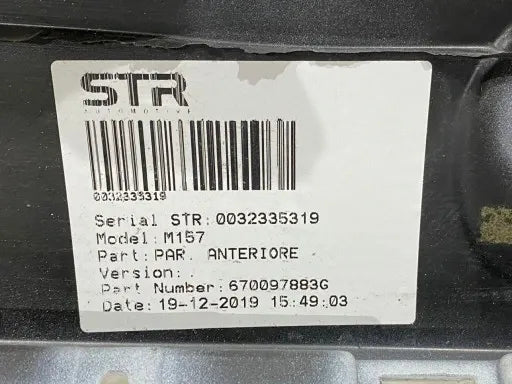 STR
AUTOMOTIVE
0032335319
Serial STR: 0032335319
Model: M157
Part: PAR. ANTERIORE
Version: .
Part Number: 670097883G
Date: 19-12-2019 15:49:03